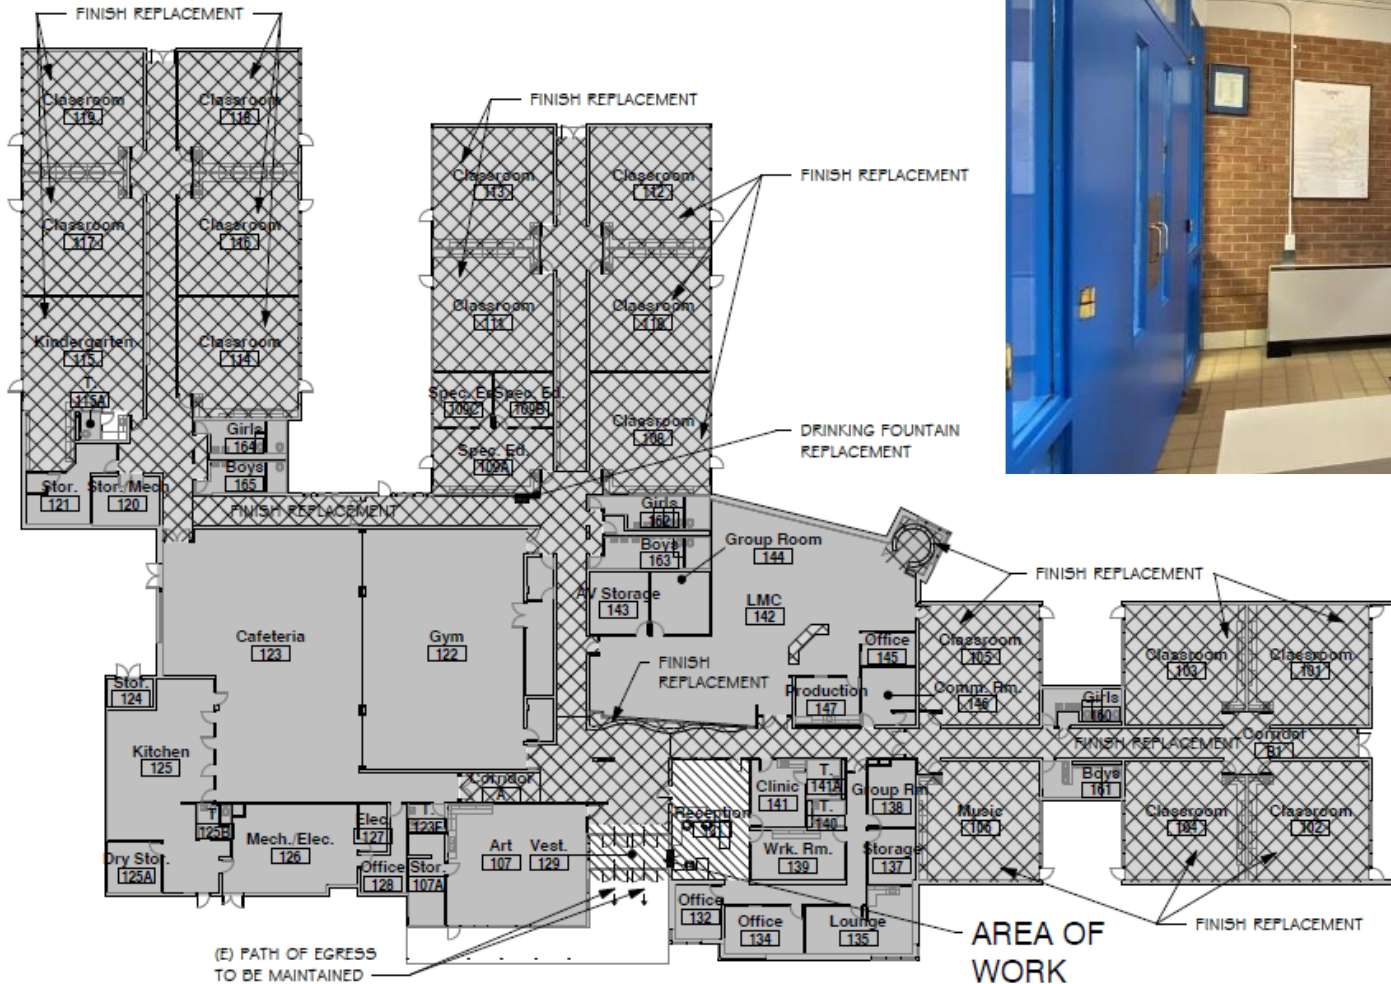 FINISH REPLACEMENT
Classroom
119
Classroom
118
FINISH REPLACEMENT
Classroom
113
Classroom
112
FINISH REPLACEMENT
Classroom
117
Classroom
116
Classroom
111
Classroom
110
Kindergarten
115
Classroom
114
T.
115A
Spec. Ed.
109C
Spec. Ed.
109B
Classroom
108
Girls
164
Spec. Ed.
109A
DRINKING FOUNTAIN
REPLACEMENT
Boys
165
Stor.
121
Stor./Mech
120
FINISH REPLACEMENT
Girls
162
Boys
163
Group Room
144
FINISH REPLACEMENT
AV Storage
143
LMC
142
Cafeteria
123
Gym
122
Office
145
Classroom
105
Classroom
103
Classroom
101
FINISH
REPLACEMENT
Stor.
124
Production
147
Comm. Rm.
146
Girls
160
Kitchen
125
FINISH REPLACEMENT
Corridor
B1
Corridor
A
Clinic
141
T.
141A
Group Rm.
138
Boys
161
Reception
131
T.
140
Music
106
Classroom
104
Classroom
102
T.
125B
Mech./Elec.
126
Elec.
127
T.
123E
Art
107
Vest.
129
Wrk. Rm.
139
Storage
137
Dry Stor.
125A
Office
128
Stor.
107A
Office
132
Office
134
Lounge
135
FINISH REPLACEMENT
AREA OF
WORK
(E) PATH OF EGRESS
TO BE MAINTAINED